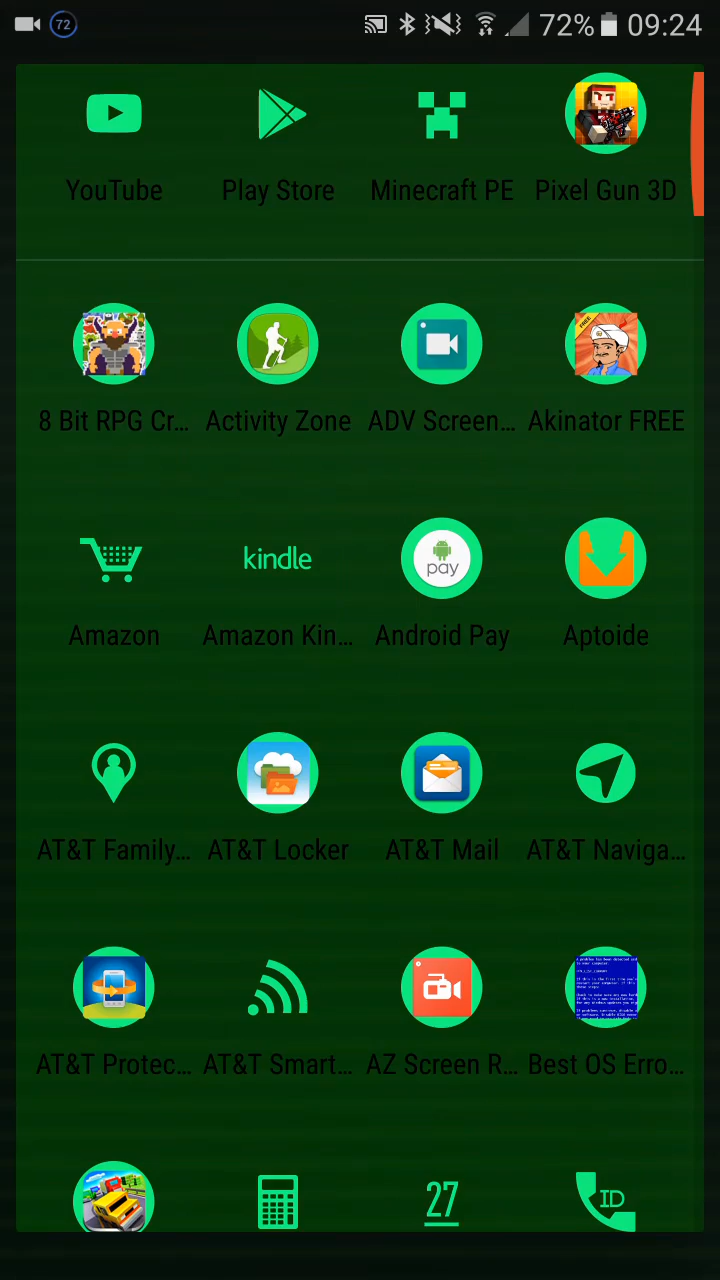 72 72% 09:24
YouTube Play Store Minecraft PE Pixel Gun 3D
FREE
8 Bit RPG Cr... Activity Zone ADV Screen... Akinator FREE
kindle pay
Amazon Amazon Kin... Android Pay Aptoide
AT&T Family... AT&T Locker AT&T Mail AT&T Naviga...
AT&T Protec... AT&T Smart... AZ Screen R... Best OS Erro...
27 ID